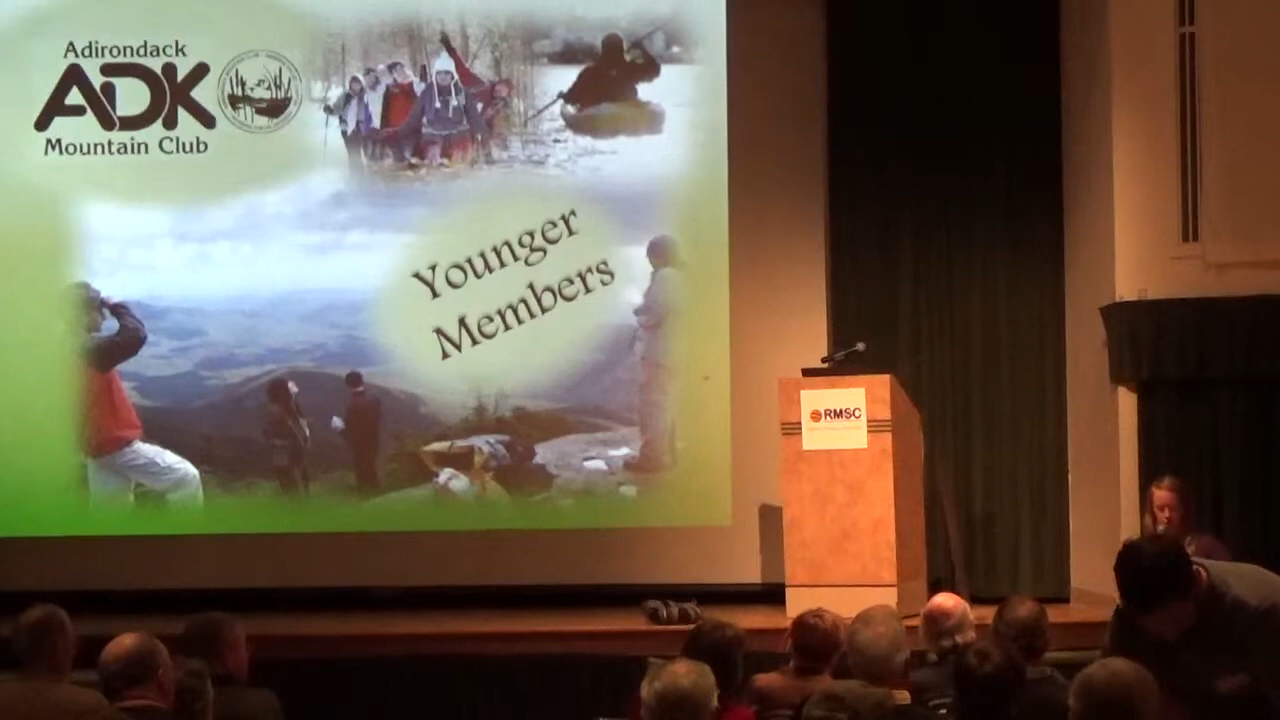 Adirondack
ADK
Mountain Club
Younger
Members
RMSC